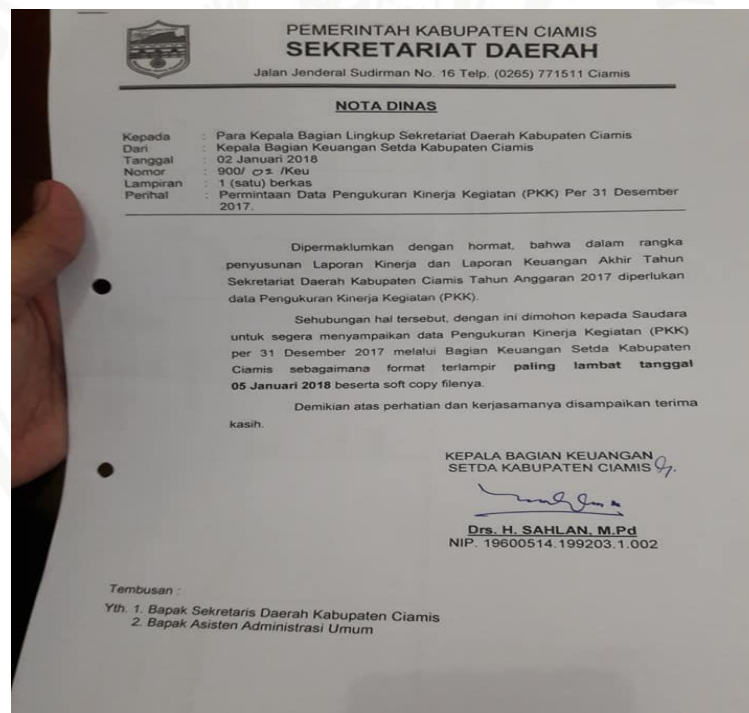 PEMERINTAH KABUPATEN CIAMIS
SEKRETARIAT DAERAH
Jalan Jenderal Sudirman No. 16 Telp. (0265) 771511 Ciamis
NOTA DINAS
Kepada : Para Kepala Bagian Lingkup Sekretariat Daerah Kabupaten Ciamis
Dari : Kepala Bagian Keuangan Setda Kabupaten Ciamis
Tanggal : 02 Januari 2018
Nomor : 900/ 02 /Keu
Lampiran : 1 (satu) berkas
Perihal : Permintaan Data Pengukuran Kinerja Kegiatan (PKK) Per 31 Desember
2017.
Dipermaklumkan dengan hormat, bahwa dalam rangka
penyusunan Laporan Kinerja dan Laporan Keuangan Akhir Tahun
Sekretariat Daerah Kabupaten Ciamis Tahun Anggaran 2017 diperlukan
data Pengukuran Kinerja Kegiatan (PKK).
Sehubungan hal tersebut, dengan ini dimohon kepada Saudara
untuk segera menyampaikan data Pengukuran Kinerja Kegiatan (PKK)
per 31 Desember 2017 melalui Bagian Keuangan Setda Kabupaten
Ciamis sebagaimana format terlampir paling lambat tanggal
05 Januari 2018 beserta soft copy filenya.
Demikian atas perhatian dan kerjasamanya disampaikan terima
kasih.
KEPALA BAGIAN KEUANGAN
SETDA KABUPATEN CIAMIS
Drs. H. SAHLAN, M.Pd
NIP. 19600514.199203.1.002
Tembusan :
Yth. 1. Bapak Sekretaris Daerah Kabupaten Ciamis
2. Bapak Asisten Administrasi Umum